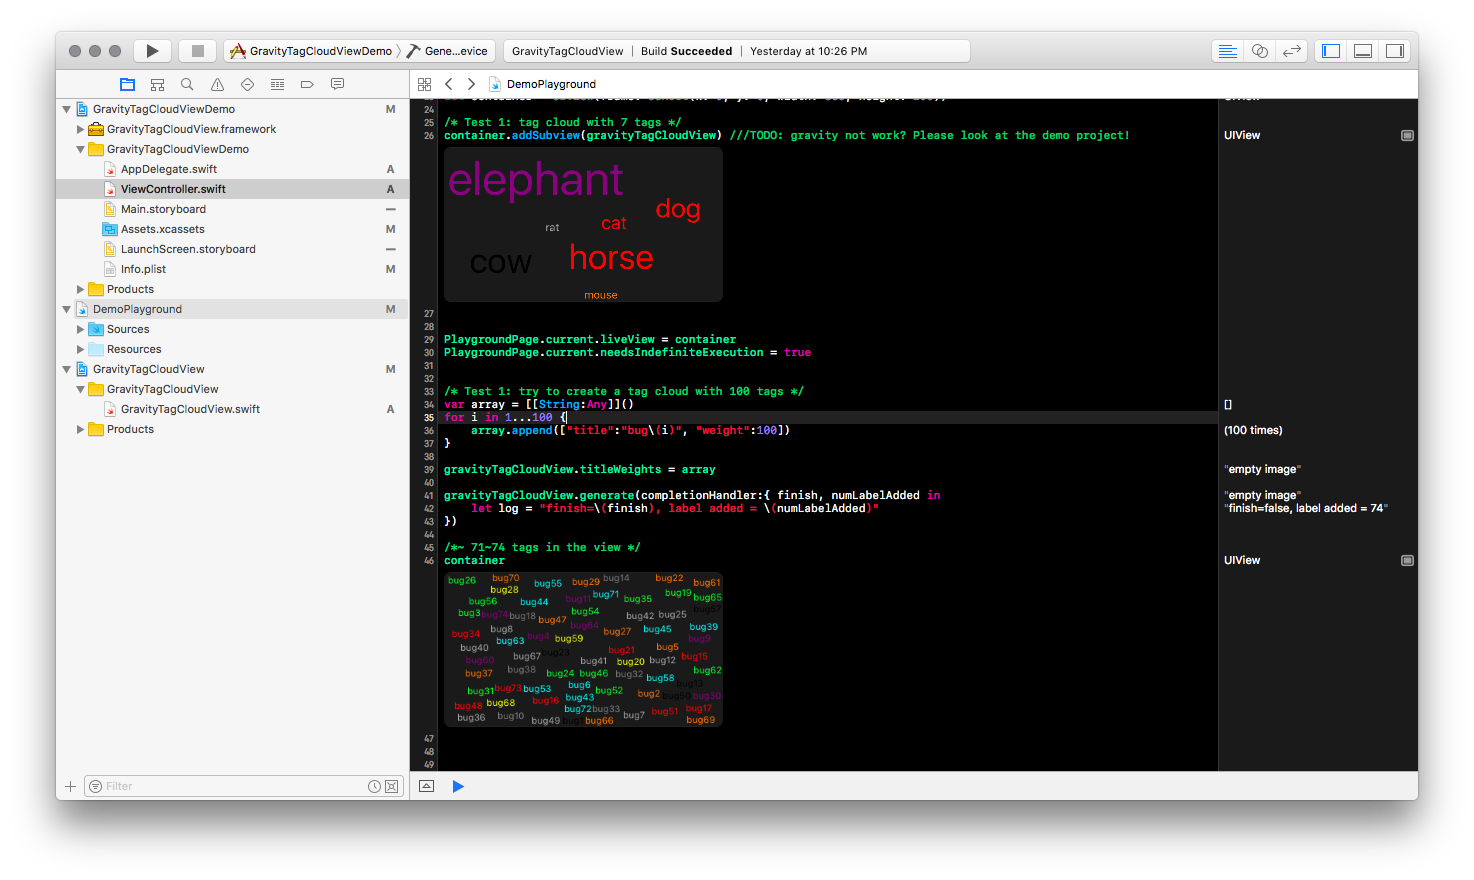 GravityTagCloudViewDemo
Gene...evice
GravityTagCloudView | Build Succeeded | Yesterday at 10:26 PM
DemoPlayground
GravityTagCloudViewDemo M
GravityTagCloudView.framework
GravityTagCloudViewDemo
AppDelegate.swift A
ViewController.swift A
Main.storyboard —
Assets.xcassets M
LaunchScreen.storyboard —
Info.plist M
Products
DemoPlayground M
Sources
Resources
GravityTagCloudView M
GravityTagCloudView
GravityTagCloudView.swift A
Products
Filter
24
25 /* Test 1: tag cloud with 7 tags */
26 container.addSubview(gravityTagCloudView) ///TODO: gravity not work? Please look at the demo project! UIView
elephant
dog
cat
rat
horse
cow
mouse
27
28
29 PlaygroundPage.current.liveView = container
30 PlaygroundPage.current.needsIndefiniteExecution = true
31
32
33 /* Test 1: try to create a tag cloud with 100 tags */
34 var array = [[String:Any]]() []
35 for i in 1...100 {
36 array.append(["title":"bug\(i)", "weight":100]) (100 times)
37 }
38
39 gravityTagCloudView.titleWeights = array "empty image"
40
41 gravityTagCloudView.generate(completionHandler:{ finish, numLabelAdded in "empty image"
42 let log = "finish=\(finish), label added = \(numLabelAdded)" "finish=false, label added = 74"
43 })
44
45 /*~ 71~74 tags in the view */
46 container UIView
bug26 bug70 bug55 bug29 bug14 bug22 bug61
bug28 bug71 bug19
bug56 bug44 bug11 bug35 bug65
bug3 bug74 bug18 bug54 bug42 bug25 bug57
bug47 bug64
bug34 bug8 bug27 bug45 bug39
bug63 bug4 bug59 bug9
bug40 bug67 bug23 bug21 bug5 bug15
bug60 bug41 bug20 bug12
bug37 bug38 bug24 bug46 bug32 bug58 bug62
bug31 bug73 bug53 bug6 bug52 bug2 bug50 bug13 bug30
bug48 bug68 bug16 bug43 bug51 bug17
bug36 bug10 bug49 bug72 bug33 bug7 bug69
bug66
47
48
49